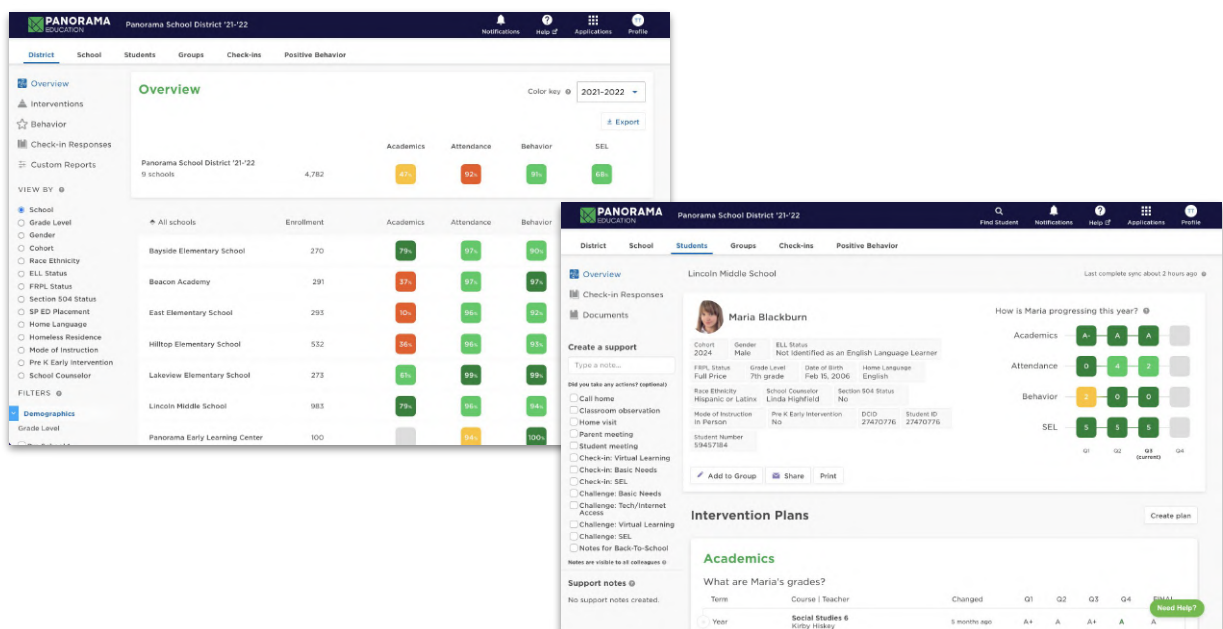 PANORAMA
EDUCATION
Panorama School District '21-'22
Notifications Help Applications Profile
District School Students Groups Check-ins Positive Behavior
Overview
Interventions
Behavior
Check-in Responses
Custom Reports
VIEW BY
School
Grade Level
Gender
Cohort
Race Ethnicity
ELL Status
FRPL Status
Section 504 Status
SP ED Placement
Home Language
Homeless Residence
Mode of Instruction
Pre K Early Intervention
School Counselor
FILTERS
Demographics
Grade Level
Overview
Color key 2021-2022
Export
Academics Attendance Behavior SEL
Panorama School District '21-'22
9 schools 4,782 47% 92% 91% 68%
All schools Enrollment Academics Attendance Behavior
Bayside Elementary School 270 79% 97% 90%
Beacon Academy 291 37% 97% 97%
East Elementary School 293 10% 96% 92%
Hilltop Elementary School 532 36% 96% 93%
Lakeview Elementary School 273 99% 99%
Lincoln Middle School 983 79% 96% 94%
Panorama Early Learning Center 100 94% 100%
PANORAMA
EDUCATION
Panorama School District '21-'22
Find Student Notifications Help Applications Profile
District School Students Groups Check-ins Positive Behavior
Overview
Check-in Responses
Documents
Create a support
Type a note...
Did you take any actions? (optional)
Call home
Classroom observation
Home visit
Parent meeting
Student meeting
Check-in: Virtual Learning
Check-in: Basic Needs
Check-in: SEL
Challenge: Basic Needs
Challenge: Tech/Internet
Access
Challenge: Virtual Learning
Challenge: SEL
Notes for Back-To-School
Notes are visible to all colleagues
Support notes
No support notes created.
Lincoln Middle School
Last complete sync about 2 hours ago
Maria Blackburn
Cohort Gender ELL Status
2024 Male Not Identified as an English Language Learner
FRPL Status Grade Level Date of Birth Home Language
Full Price 7th grade Feb 15, 2006 English
Race Ethnicity School Counselor Section 504 Status
Hispanic or Latinx Linda Highfield No
Mode of Instruction Pre K Early Intervention DCID Student ID
In Person No 27470776 27470776
Student Number
59457184
Add to Group Share Print
How is Maria progressing this year?
Academics A- A A
Attendance 0 4 2
Behavior 2 0 0
SEL 5 5 5
Q1 Q2 Q3 Q4
(current)
Intervention Plans
Create plan
Academics
What are Maria's grades?
Term Course | Teacher Changed Q1 Q2 Q3 Q4 FINAL
Need Help?
Year Social Studies 6 5 months ago A+ A A+ A A
Kirby Hiskey